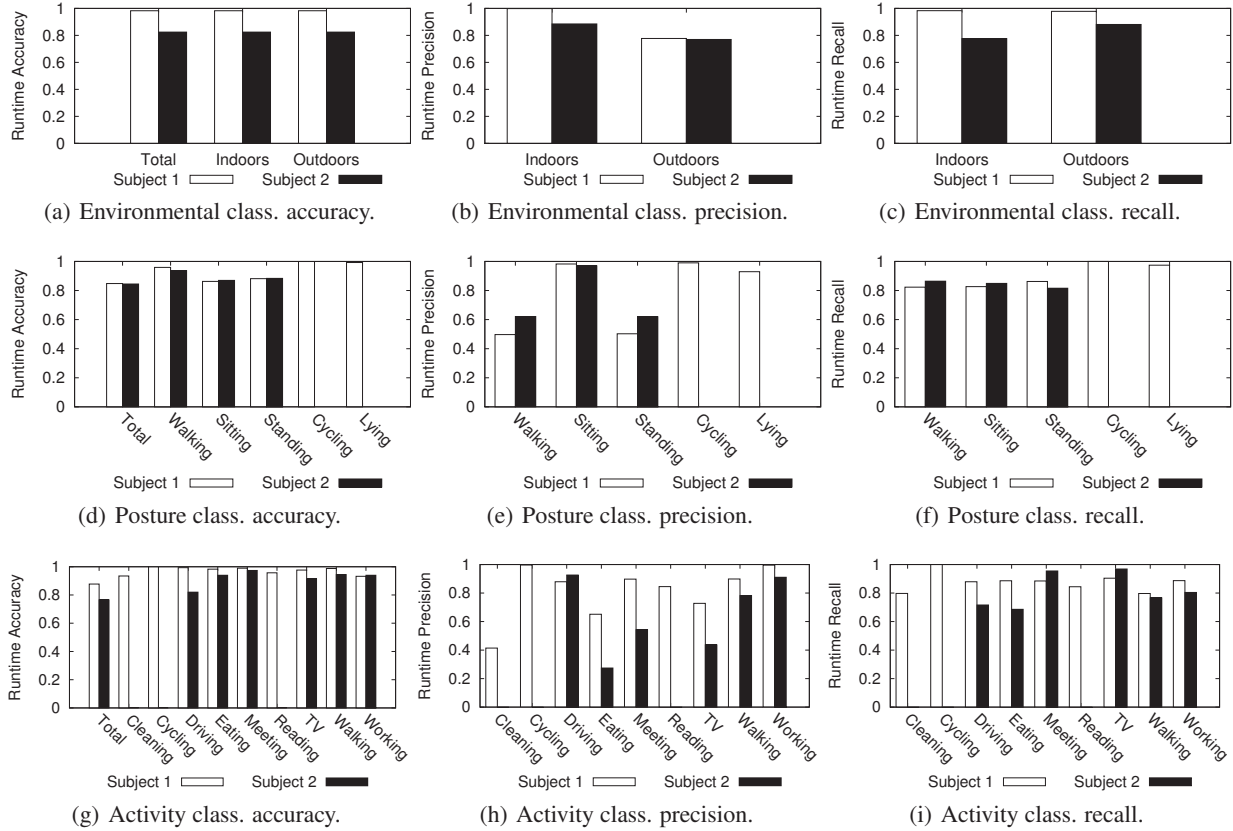 Runtime Accuracy
1
0.8
0.6
0.4
0.2
0
Total Indoors Outdoors
Subject 1 Subject 2
(a) Environmental class. accuracy.
Runtime Precision
1
0.8
0.6
0.4
0.2
0
Indoors Outdoors
Subject 1 Subject 2
(b) Environmental class. precision.
Runtime Recall
1
0.8
0.6
0.4
0.2
0
Indoors Outdoors
Subject 1 Subject 2
(c) Environmental class. recall.
Runtime Accuracy
1
0.8
0.6
0.4
0.2
0
Total Walking Sitting Standing Cycling Lying
Subject 1 Subject 2
(d) Posture class. accuracy.
Runtime Precision
1
0.8
0.6
0.4
0.2
0
Walking Sitting Standing Cycling Lying
Subject 1 Subject 2
(e) Posture class. precision.
Runtime Recall
1
0.8
0.6
0.4
0.2
0
Walking Sitting Standing Cycling Lying
Subject 1 Subject 2
(f) Posture class. recall.
Runtime Accuracy
1
0.8
0.6
0.4
0.2
0
Total Cleaning Cycling Driving Eating Meeting Reading TV Walking Working
Subject 1 Subject 2
(g) Activity class. accuracy.
Runtime Precision
1
0.8
0.6
0.4
0.2
0
Cleaning Cycling Driving Eating Meeting Reading TV Walking Working
Subject 1 Subject 2
(h) Activity class. precision.
Runtime Recall
1
0.8
0.6
0.4
0.2
0
Cleaning Cycling Driving Eating Meeting Reading TV Walking Working
Subject 1 Subject 2
(i) Activity class. recall.